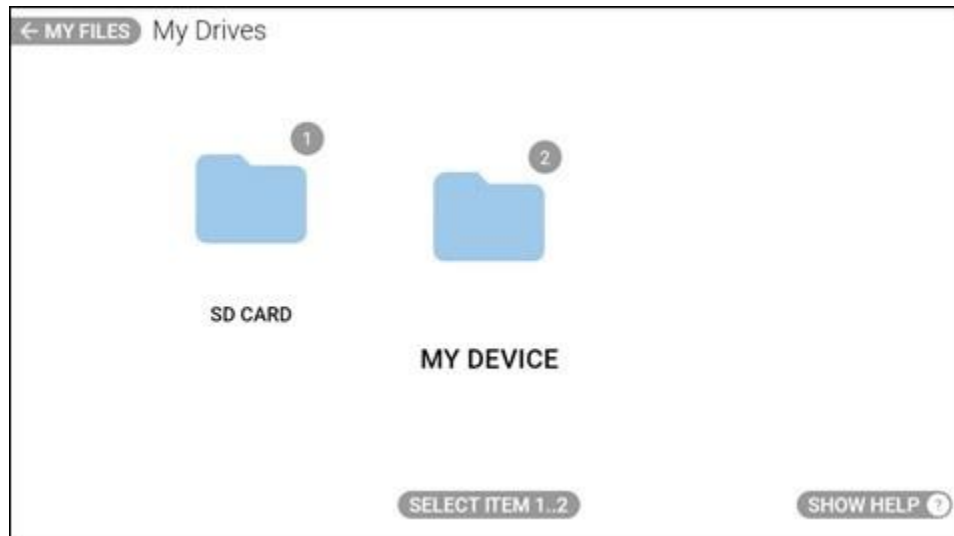 ← MY FILES My Drives
1
2
SD CARD
MY DEVICE
SELECT ITEM 1..2
SHOW HELP ?